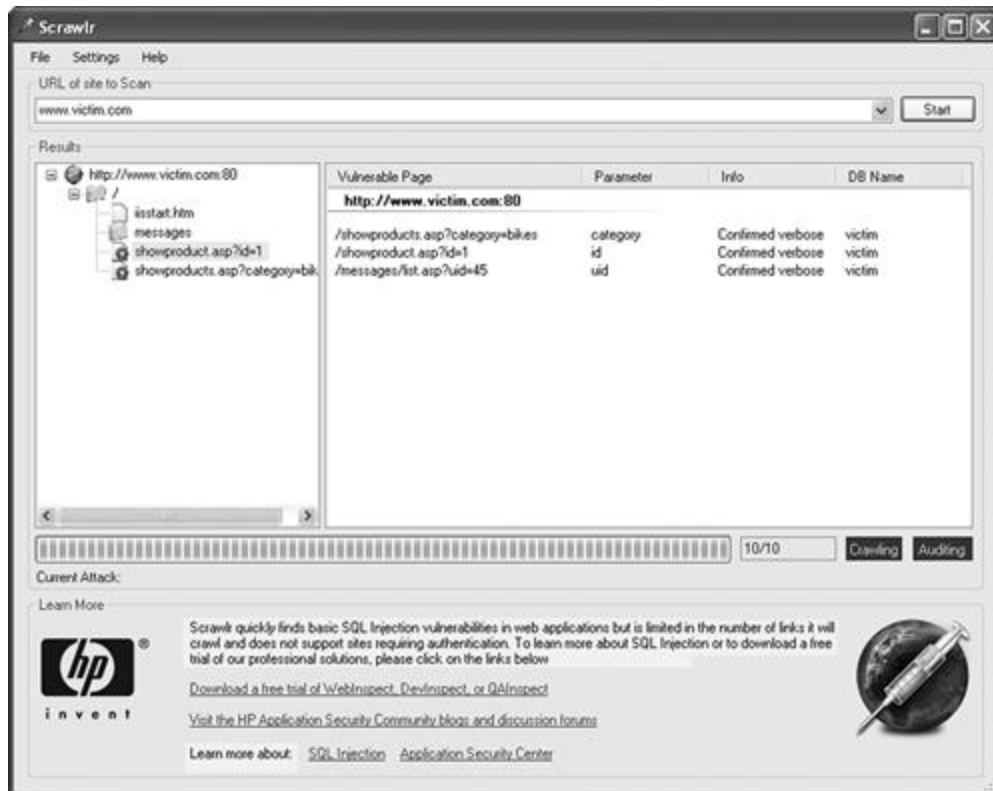 Scrawlr
File Settings Help
URL of site to Scan
www.victim.com
Start
Results
http://www.victim.com:80
/
iisstart.htm
messages
showproduct.asp?id=1
showproducts.asp?category=bik
Vulnerable Page Parameter Info DB Name
http://www.victim.com:80
/showproducts.asp?category=bikes category Confirmed verbose victim
/showproduct.asp?id=1 id Confirmed verbose victim
/messages/list.asp?uid=45 uid Confirmed verbose victim
10/10 Crawling Auditing
Current Attack:
Learn More
Scrawlr quickly finds basic SQL Injection vulnerabilities in web applications but is limited in the number of links it will
crawl and does not support sites requiring authentication. To learn more about SQL Injection or to download a free
trial of our professional solutions, please click on the links below
Download a free trial of WebInspect, DevInspect, or QAInspect
Visit the HP Application Security Community blogs and discussion forums
Learn more about: SQL Injection Application Security Center
hp ®
invent